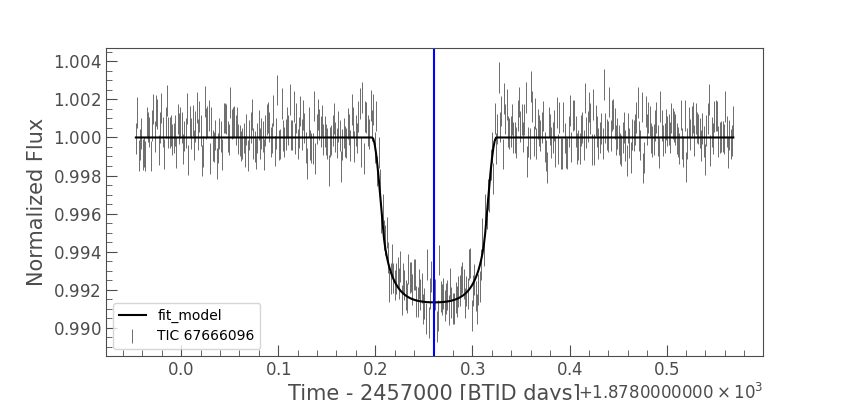 1.004
1.002
1.000
0.998
0.996
0.994
0.992
0.990
Normalized Flux
fit_model
TIC 67666096
0.0 0.1 0.2 0.3 0.4 0.5
Time - 2457000 [BTJD days]
+1.8780000000 × 10³